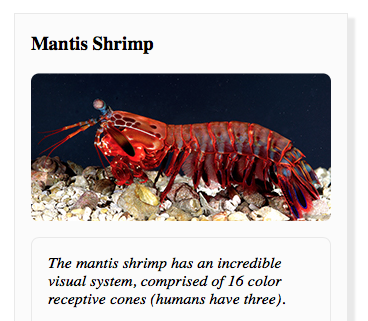 Mantis Shrimp
The mantis shrimp has an incredible
visual system, comprised of 16 color
receptive cones (humans have three).